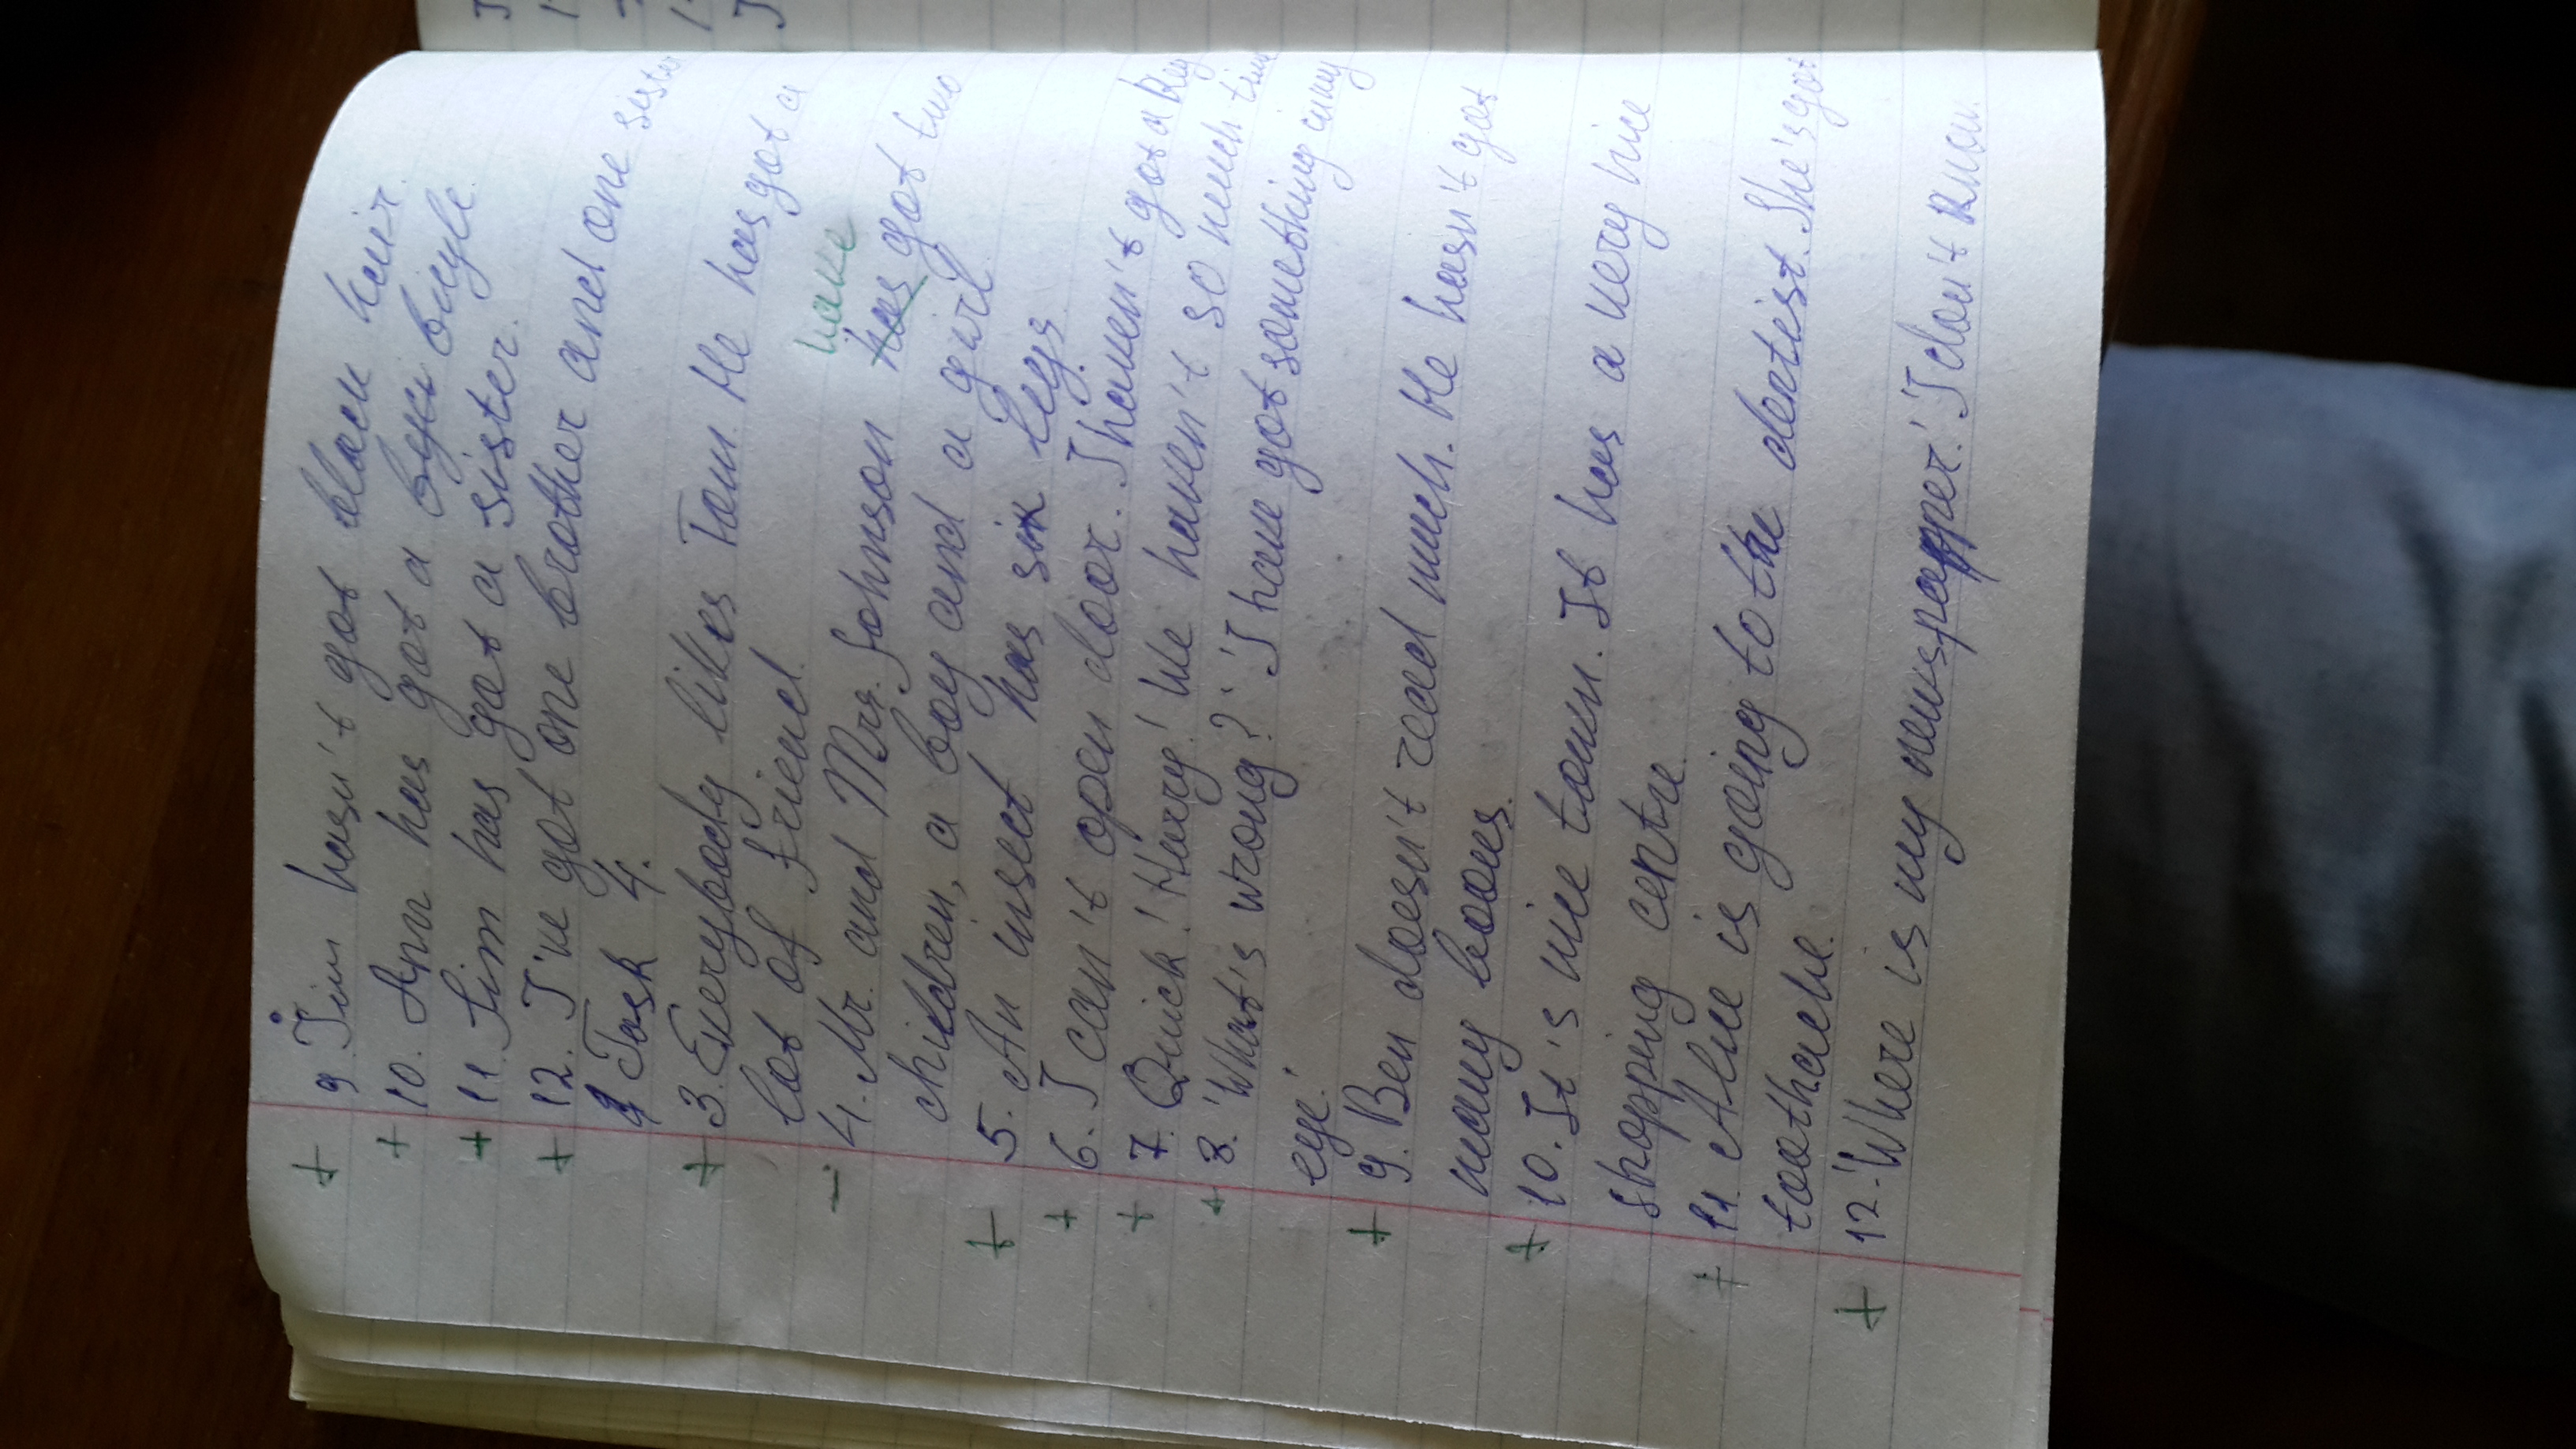 + 9. Jim hasn't got black hair.
+ 10. Ann has got a byci bicyle.
+ 11. Jim has got a sister.
+ 12. I've got one brother and one sister
Task 4.
+ 3. Everybody likes Tom. He has got a
lot of friend.
have
- 4. Mr. and Mrs. Johnson has got two
children, a boy and a girl.
+ 5. An insect has six legs.
+ 6. I can't open door. I haven't got a key
+ 7. Quick! Hurry! We haven't so much time
+ 8. 'What's wrong?' 'I have got something in my
eye.'
+ 9. Ben doesn't read much. He hasn't got
many books.
+ 10. It's nice town. It has a very nice
shopping centre.
+ 11. Alice is going to the dentist. She's got
toothache.
+ 12. 'Where is my newspapper.' 'I don't know.